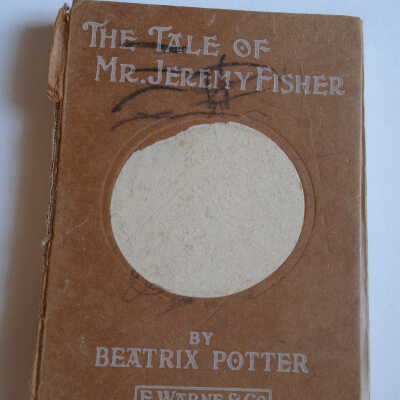 THE TALE OF
MR. JEREMY FISHER
BY
BEATRIX POTTER
F. WARNE & CO